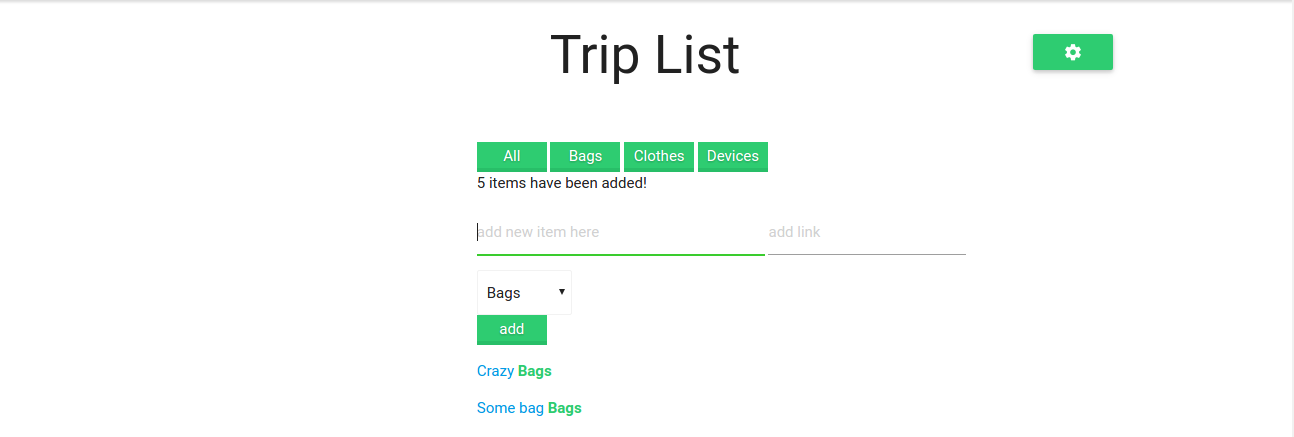 Trip List
All Bags Clothes Devices
5 items have been added!
add new item here add link
Bags
add
Crazy Bags
Some bag Bags